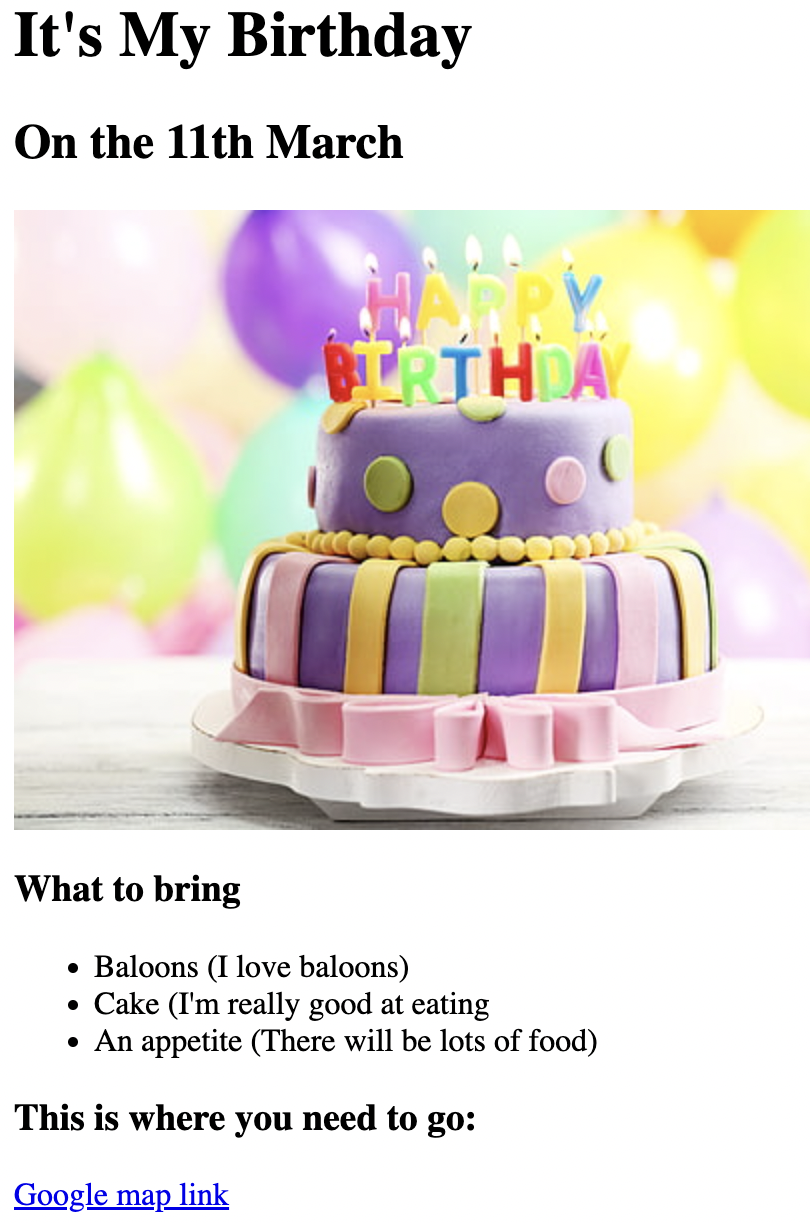 It's My Birthday
On the 11th March
HAPPY
BIRTHDAY
What to bring
Baloons (I love baloons)
Cake (I'm really good at eating
An appetite (There will be lots of food)
This is where you need to go:
Google map link